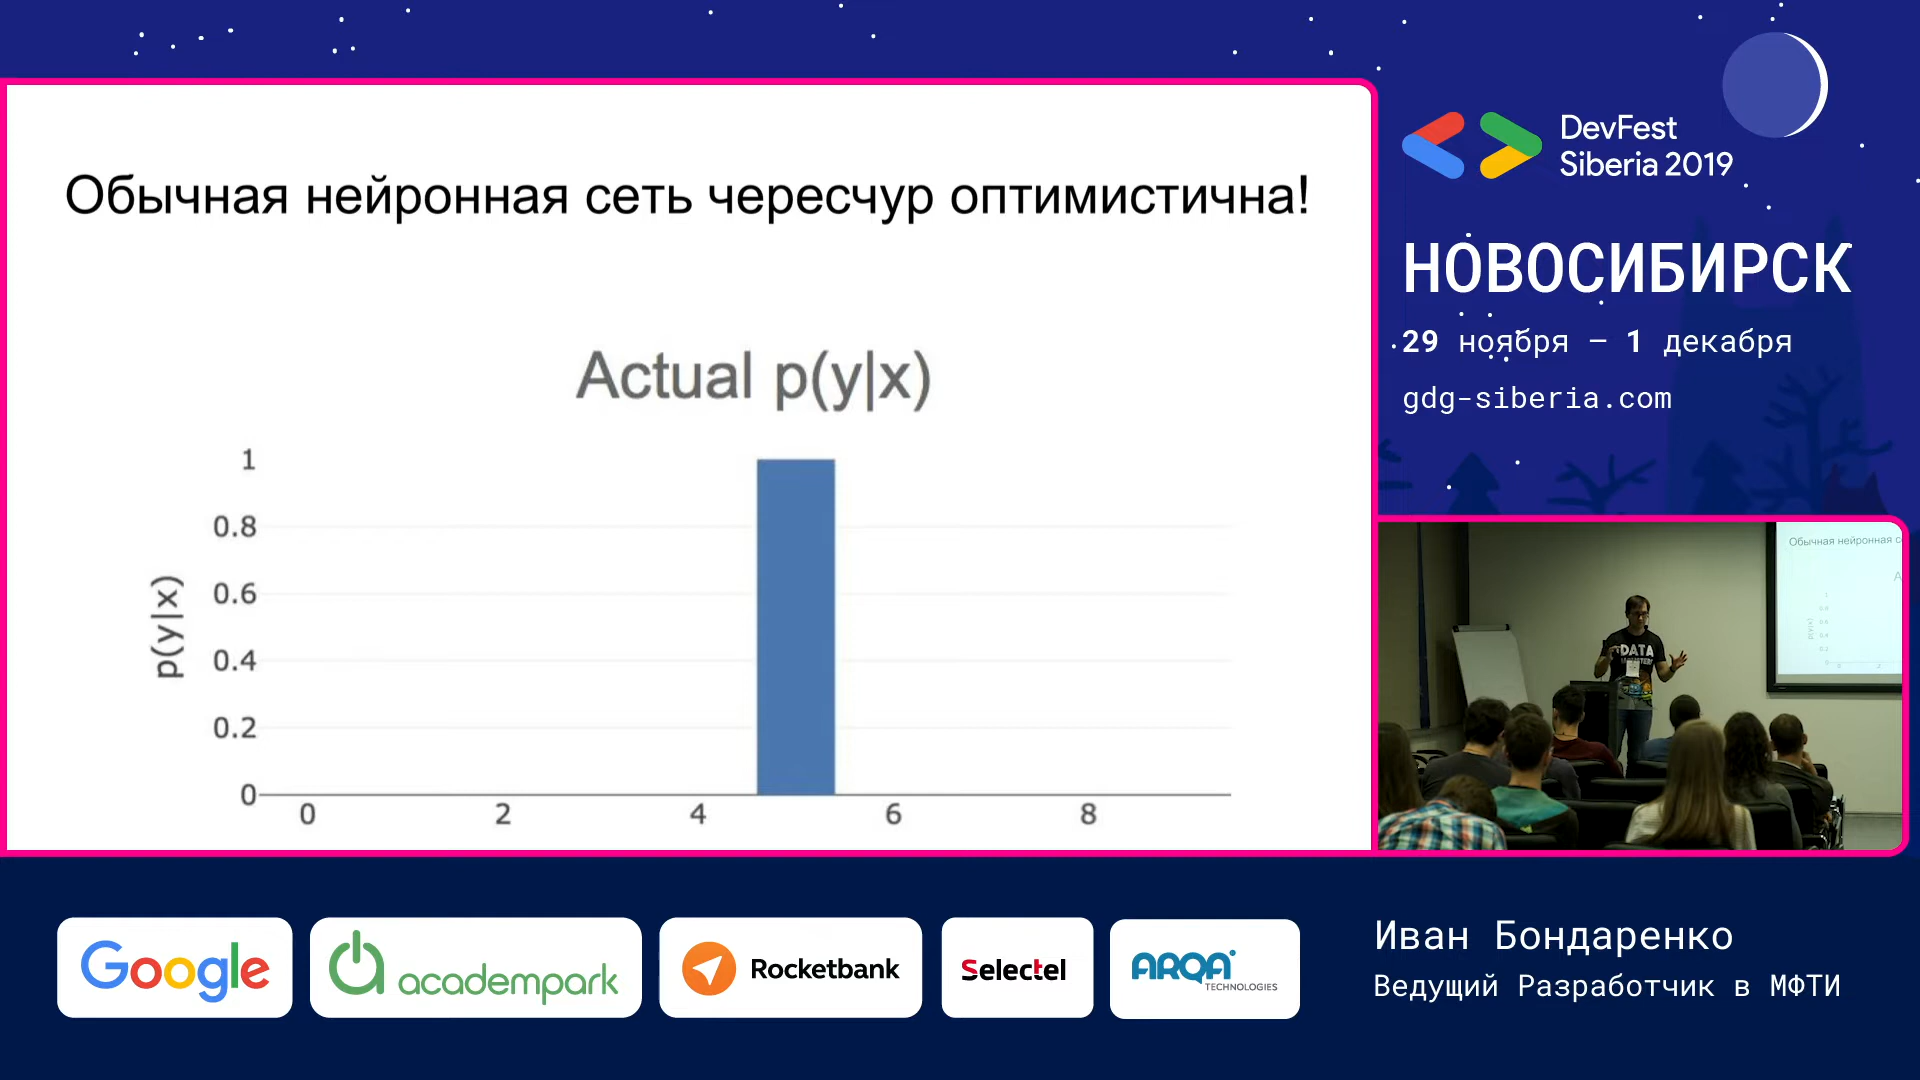 Обычная нейронная сеть чересчур оптимистична!
Actual p(y|x)
p(y|x)
1
0.8
0.6
0.4
0.2
0
0 2 4 6 8
DevFest
Siberia 2019
НОВОСИБИРСК
29 ноября – 1 декабря
gdg-siberia.com
Обычная нейронная с
DATA
Google
academpark
Rocketbank
Selectel
ARQA
TECHNOLOGIES
Иван Бондаренко
Ведущий Разработчик в МФТИ